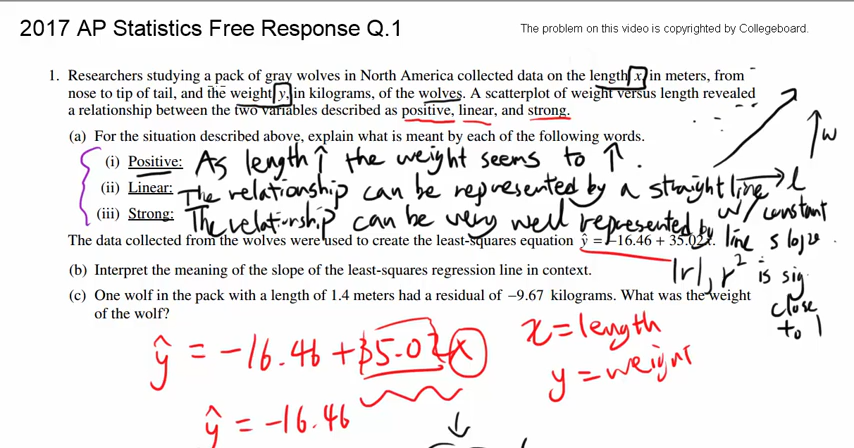 2017 AP Statistics Free Response Q.1
The problem on this video is copyrighted by Collegeboard.
1. Researchers studying a pack of gray wolves in North America collected data on the length, x, in meters, from
nose to tip of tail, and the weight, y, in kilograms, of the wolves. A scatterplot of weight versus length revealed
a relationship between the two variables described as positive, linear, and strong.
(a) For the situation described above, explain what is meant by each of the following words.
(i) Positive: As length ↑ the weight seems to ↑.
(ii) Linear: The relationship can be represented by a straight line
w/ constant
slope.
(iii) Strong: The relationship can be very well represented by
line
|r|, r² is sig
close
to 1
↑ w
l
The data collected from the wolves were used to create the least-squares equation ŷ = −16.46 + 35.02x.
(b) Interpret the meaning of the slope of the least-squares regression line in context.
(c) One wolf in the pack with a length of 1.4 meters had a residual of −9.67 kilograms. What was the weight
of the wolf?
ŷ = -16.46 + 35.02x
x = length
y = weight
ŷ = -16.46